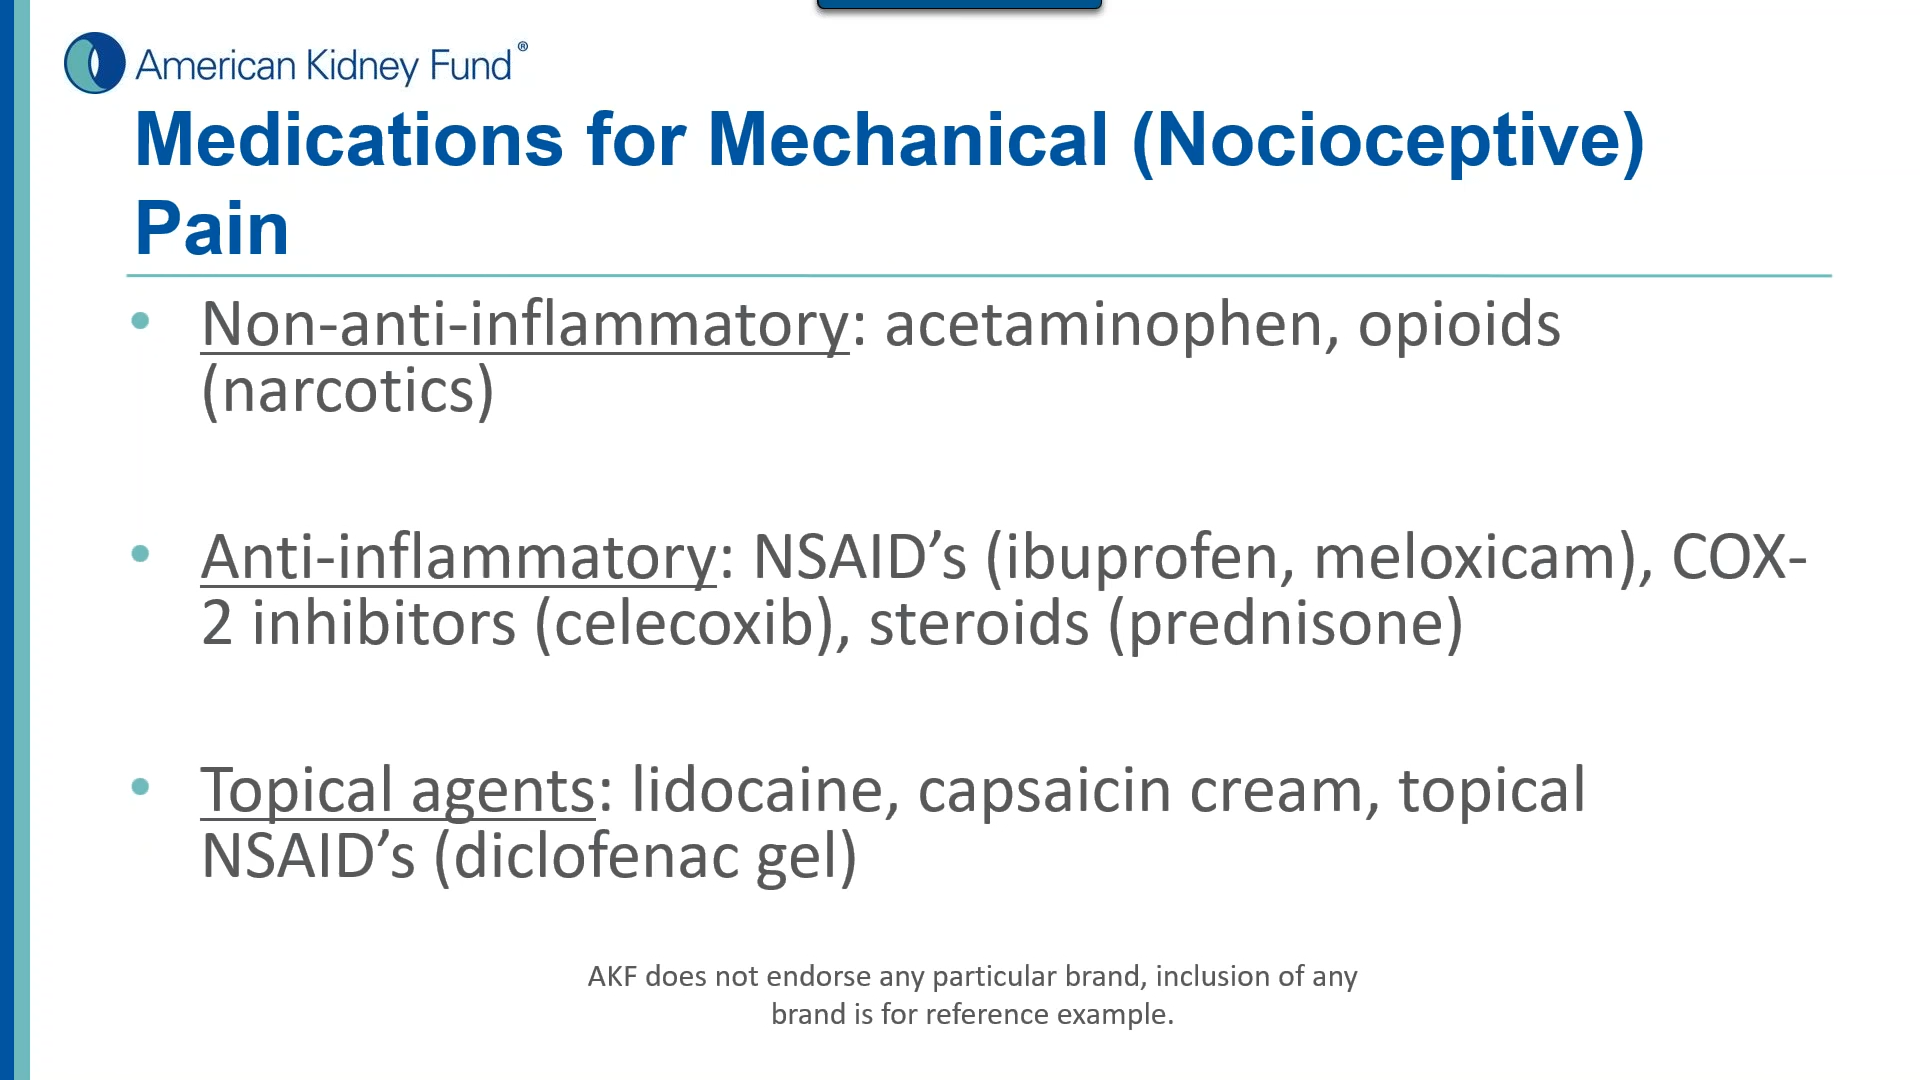 American Kidney Fund®
Medications for Mechanical (Nocioceptive)
Pain
• Non-anti-inflammatory: acetaminophen, opioids
(narcotics)
• Anti-inflammatory: NSAID’s (ibuprofen, meloxicam), COX-
2 inhibitors (celecoxib), steroids (prednisone)
• Topical agents: lidocaine, capsaicin cream, topical
NSAID’s (diclofenac gel)
AKF does not endorse any particular brand, inclusion of any
brand is for reference example.